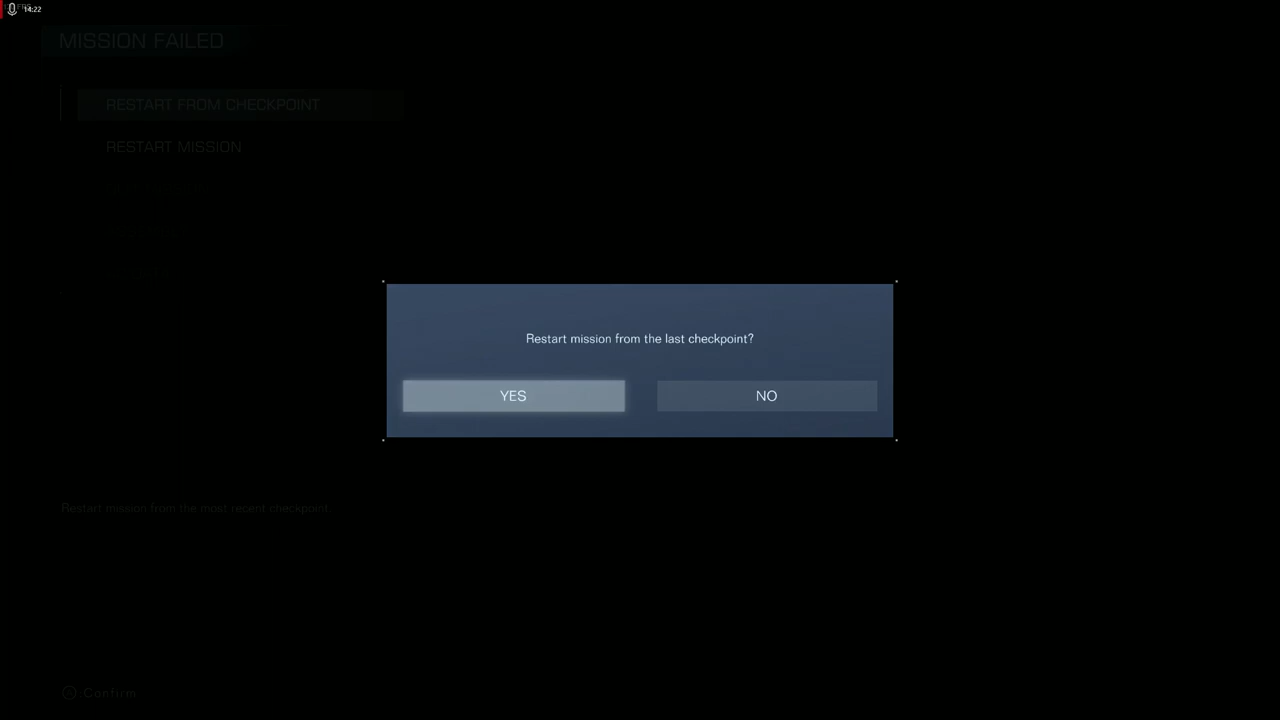 14:22
MISSION FAILED
RESTART FROM CHECKPOINT
RESTART MISSION
Restart mission from the last checkpoint?
YES NO
Restart mission from the most recent checkpoint
A:Confirm